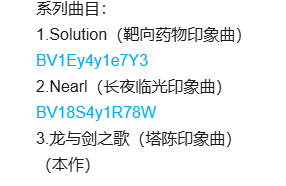 系列曲目：
1.Solution（靶向药物印象曲）
BV1Ey4y1e7Y3
2.Nearl（长夜临光印象曲）
BV18S4y1R78W
3.龙与剑之歌（塔陈印象曲）
（本作）